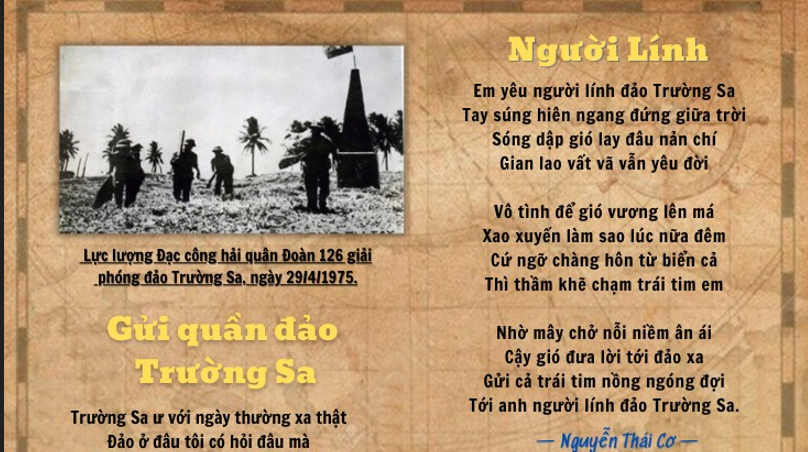 Lực lượng Đạc công hải quân Đoàn 126 giải
phóng đảo Trường Sa, ngày 29/4/1975.
Gửi quần đảo
Trường Sa
Trường Sa ư với ngày thường xa thật
Đảo ở đâu tôi có hỏi đâu mà
Người Lính
Em yêu người lính đảo Trường Sa
Tay súng hiên ngang đứng giữa trời
Sóng dập gió lay đâu nản chí
Gian lao vất vã vẫn yêu đời
Vô tình để gió vương lên má
Xao xuyến làm sao lúc nữa đêm
Cứ ngỡ chàng hôn từ biển cả
Thì thầm khẽ chạm trái tim em
Nhờ mây chở nỗi niềm ân ái
Cậy gió đưa lời tới đảo xa
Gửi cả trái tim nồng ngóng đợi
Tới anh người lính đảo Trường Sa.
— Nguyễn Thái Cơ —